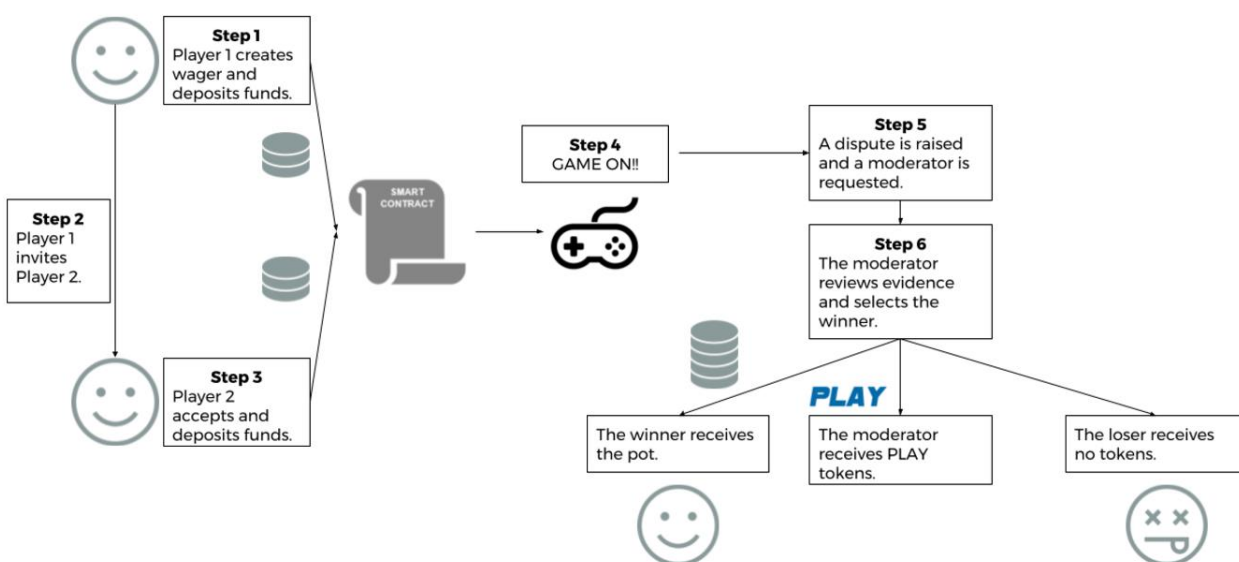 Step 1
Player 1 creates
wager and
deposits funds.
Step 2
Player 1
invites
Player 2.
Step 3
Player 2
accepts and
deposits funds.
SMART
CONTRACT
Step 4
GAME ON!!
Step 5
A dispute is raised
and a moderator is
requested.
Step 6
The moderator
reviews evidence
and selects the
winner.
The winner receives
the pot.
PLAY
The moderator
receives PLAY
tokens.
The loser receives
no tokens.